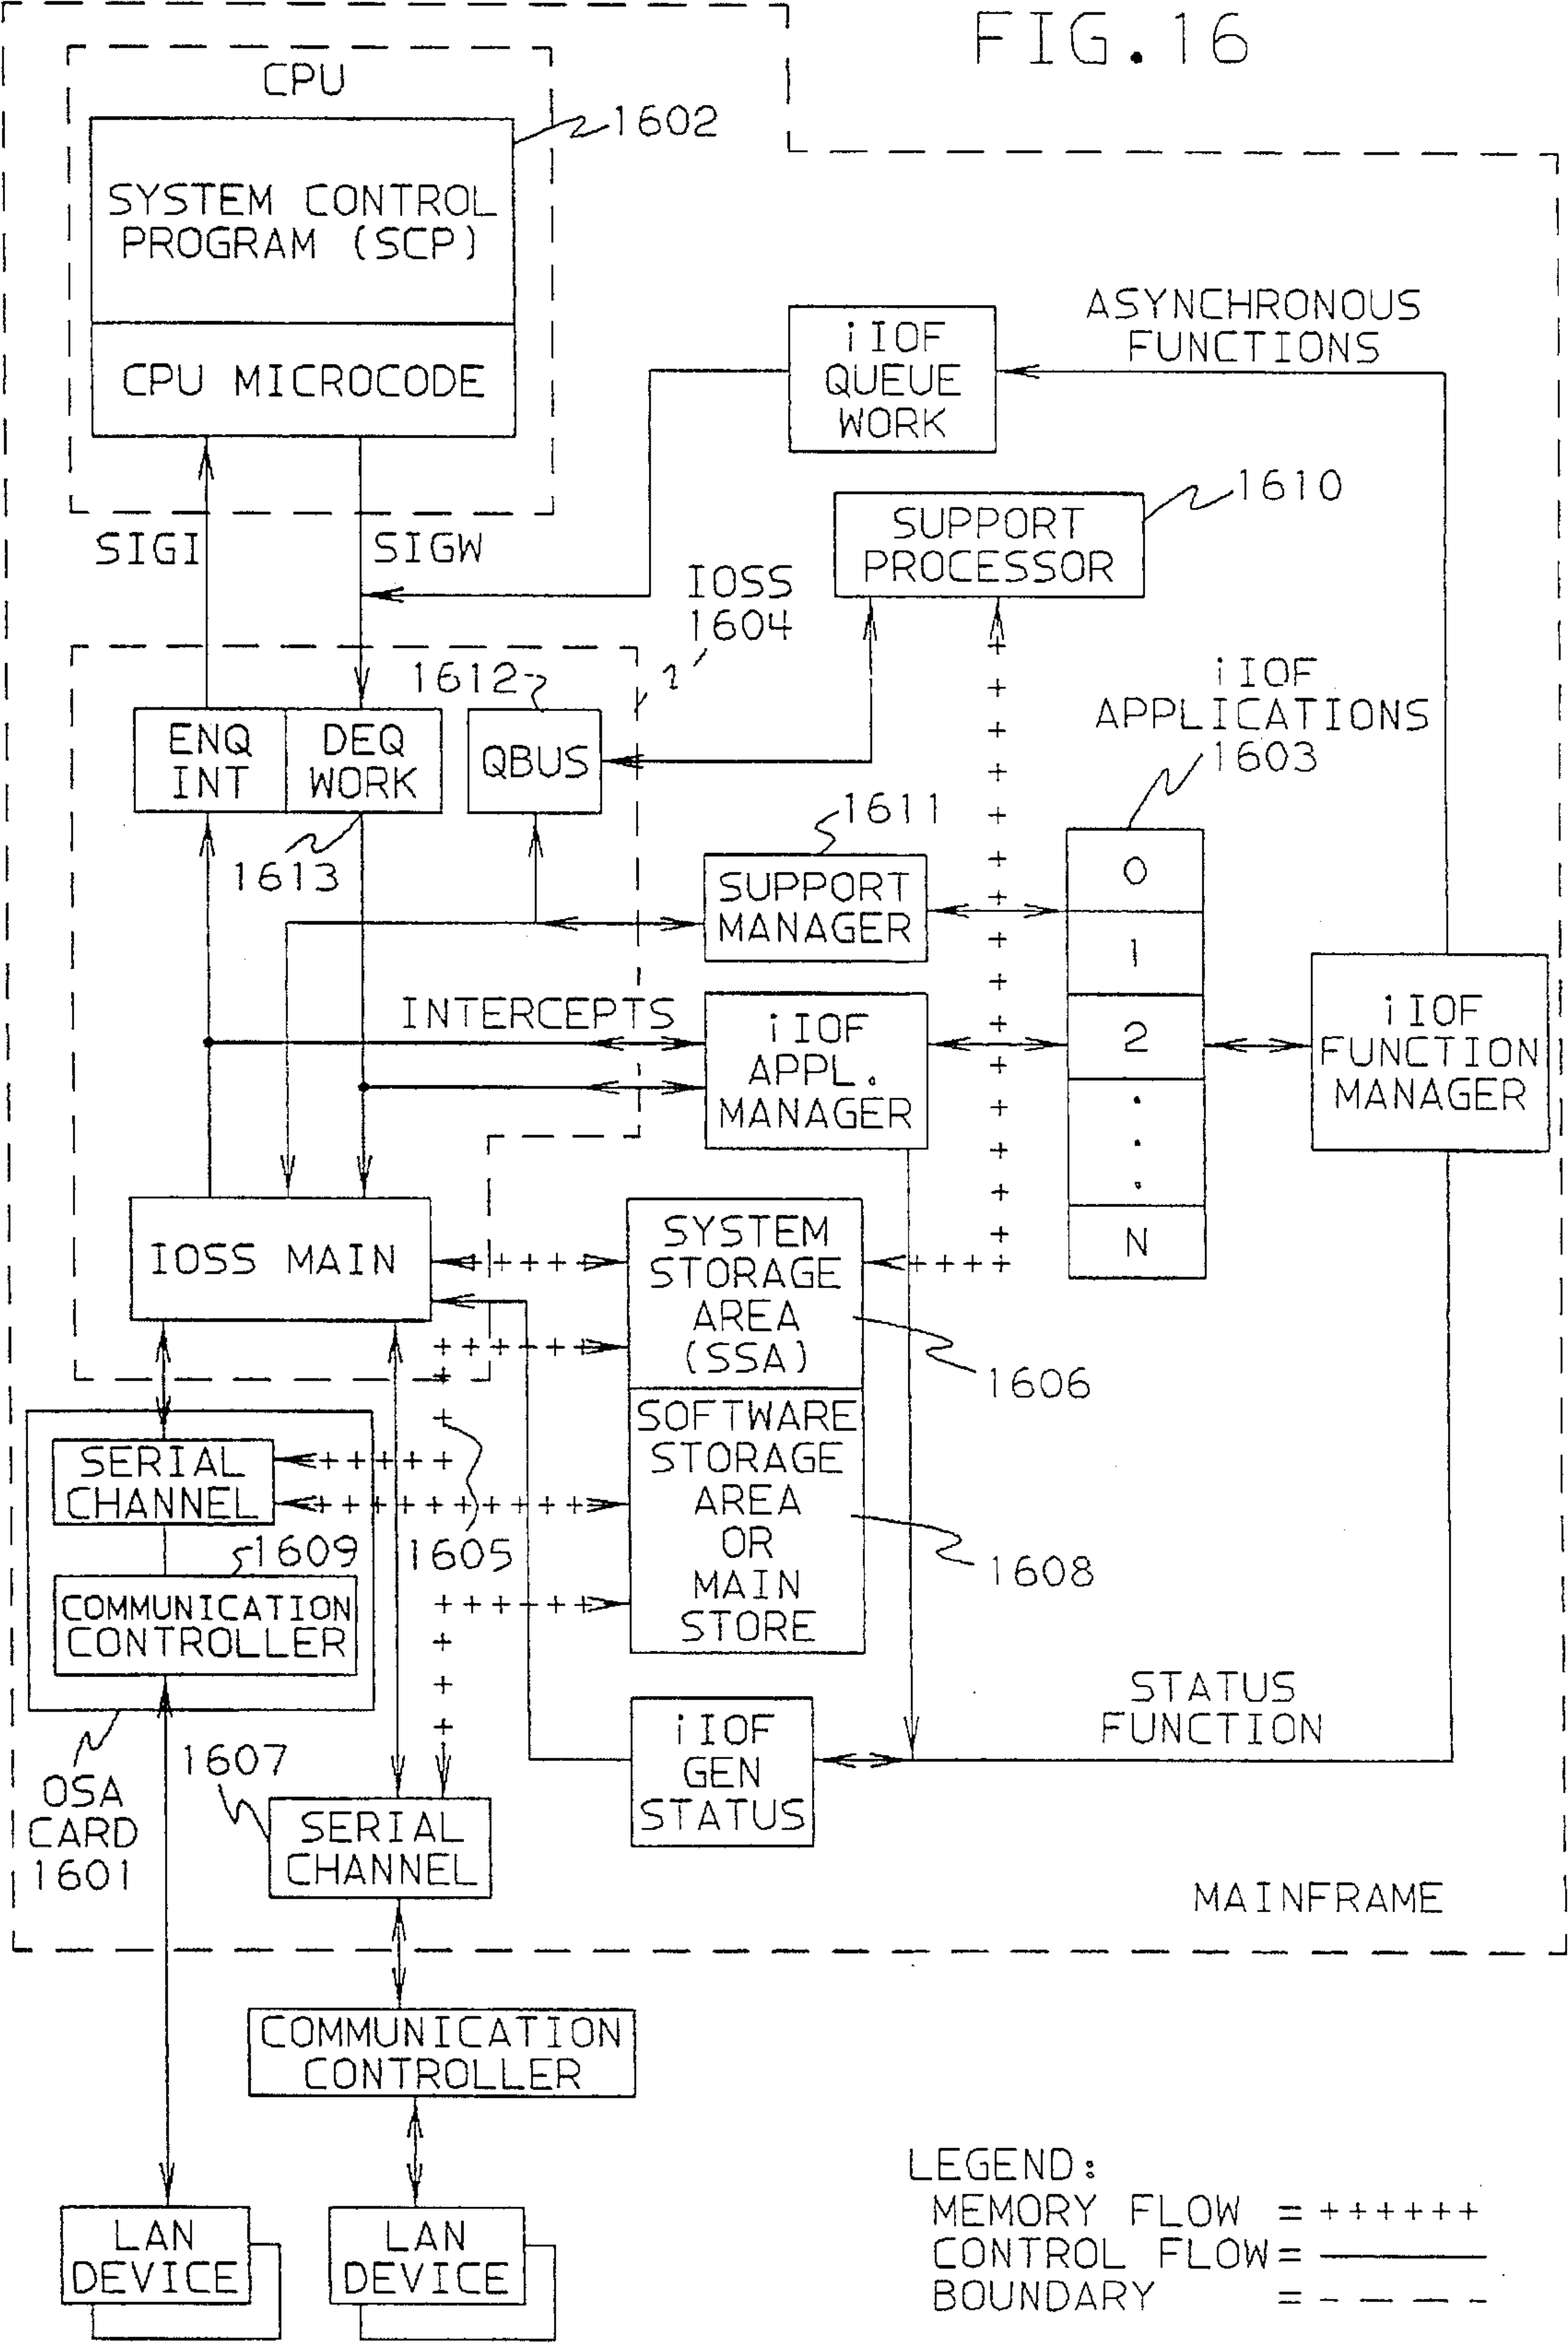 FIG.16
CPU
1602
SYSTEM CONTROL
PROGRAM (SCP)
CPU MICROCODE
ASYNCHRONOUS
FUNCTIONS
iIOF
QUEUE
WORK
1610
SUPPORT
PROCESSOR
SIGI
SIGW
IOSS
1604
1612
iIOF
APPLICATIONS
1603
ENQ
INT
DEQ
WORK
QBUS
1613
1611
SUPPORT
MANAGER
0
1
2
N
INTERCEPTS
iIOF
APPL.
MANAGER
iIOF
FUNCTION
MANAGER
IOSS MAIN
SYSTEM
STORAGE
AREA
(SSA)
1606
SOFTWARE
STORAGE
AREA
OR
MAIN
STORE
1608
SERIAL
CHANNEL
1609
1605
COMMUNICATION
CONTROLLER
OSA
CARD
1601
1607
SERIAL
CHANNEL
iIOF
GEN
STATUS
STATUS
FUNCTION
MAINFRAME
COMMUNICATION
CONTROLLER
LAN
DEVICE
LAN
DEVICE
LEGEND:
MEMORY FLOW = ++++++
CONTROL FLOW=
BOUNDARY =